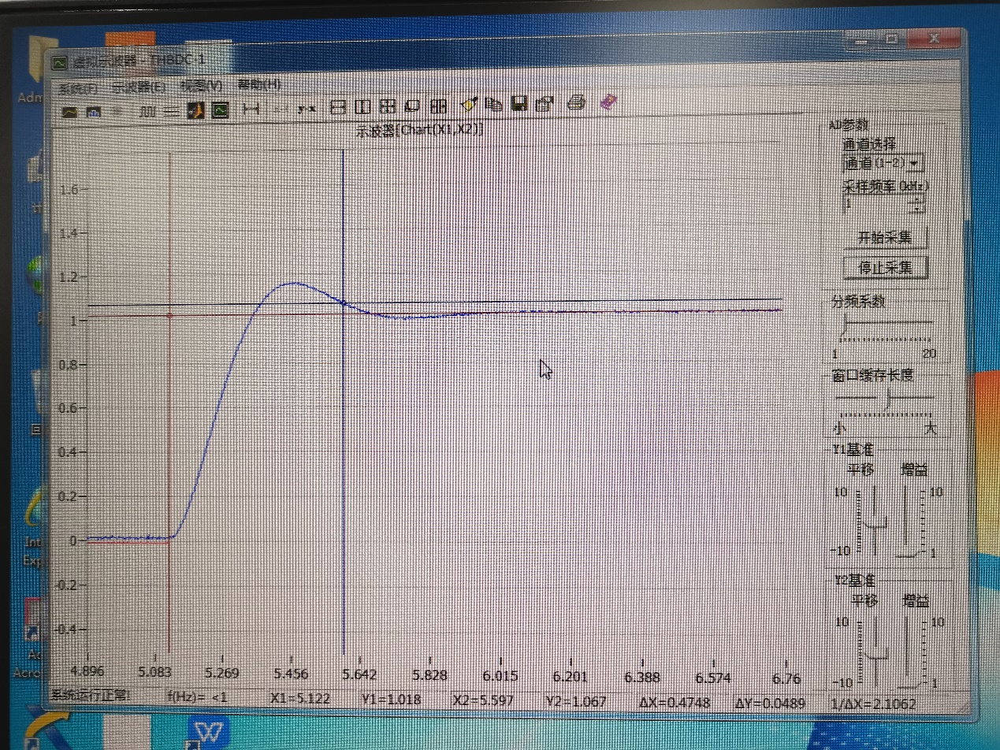 虚拟示波器 - THBDC-1
系统(F) 示波器(E) 视图(V) 帮助(H)
y-x
示波器[Chart(X1,X2)]
1.6
1.4
1.2
1
0.8
0.6
0.4
0.2
0
-0.2
-0.4
4.896 5.083 5.269 5.456 5.642 5.828 6.015 6.201 6.388 6.574 6.76
系统运行正常! f(Hz)= <1 X1=5.122 Y1=1.018 X2=5.597 Y2=1.067 ΔX=0.4748 ΔY=0.0489 1/ΔX=2.1062
AD参数
通道选择
通道(1-2)
采样频率(kHz)
1
开始采集
停止采集
分频系数
1 20
窗口缓存长度
小 大
Y1基准
平移 增益
10 10
-10 1
Y2基准
平移 增益
10 10
-10 1
Adm
Int
Exp
Ac
Acro
W